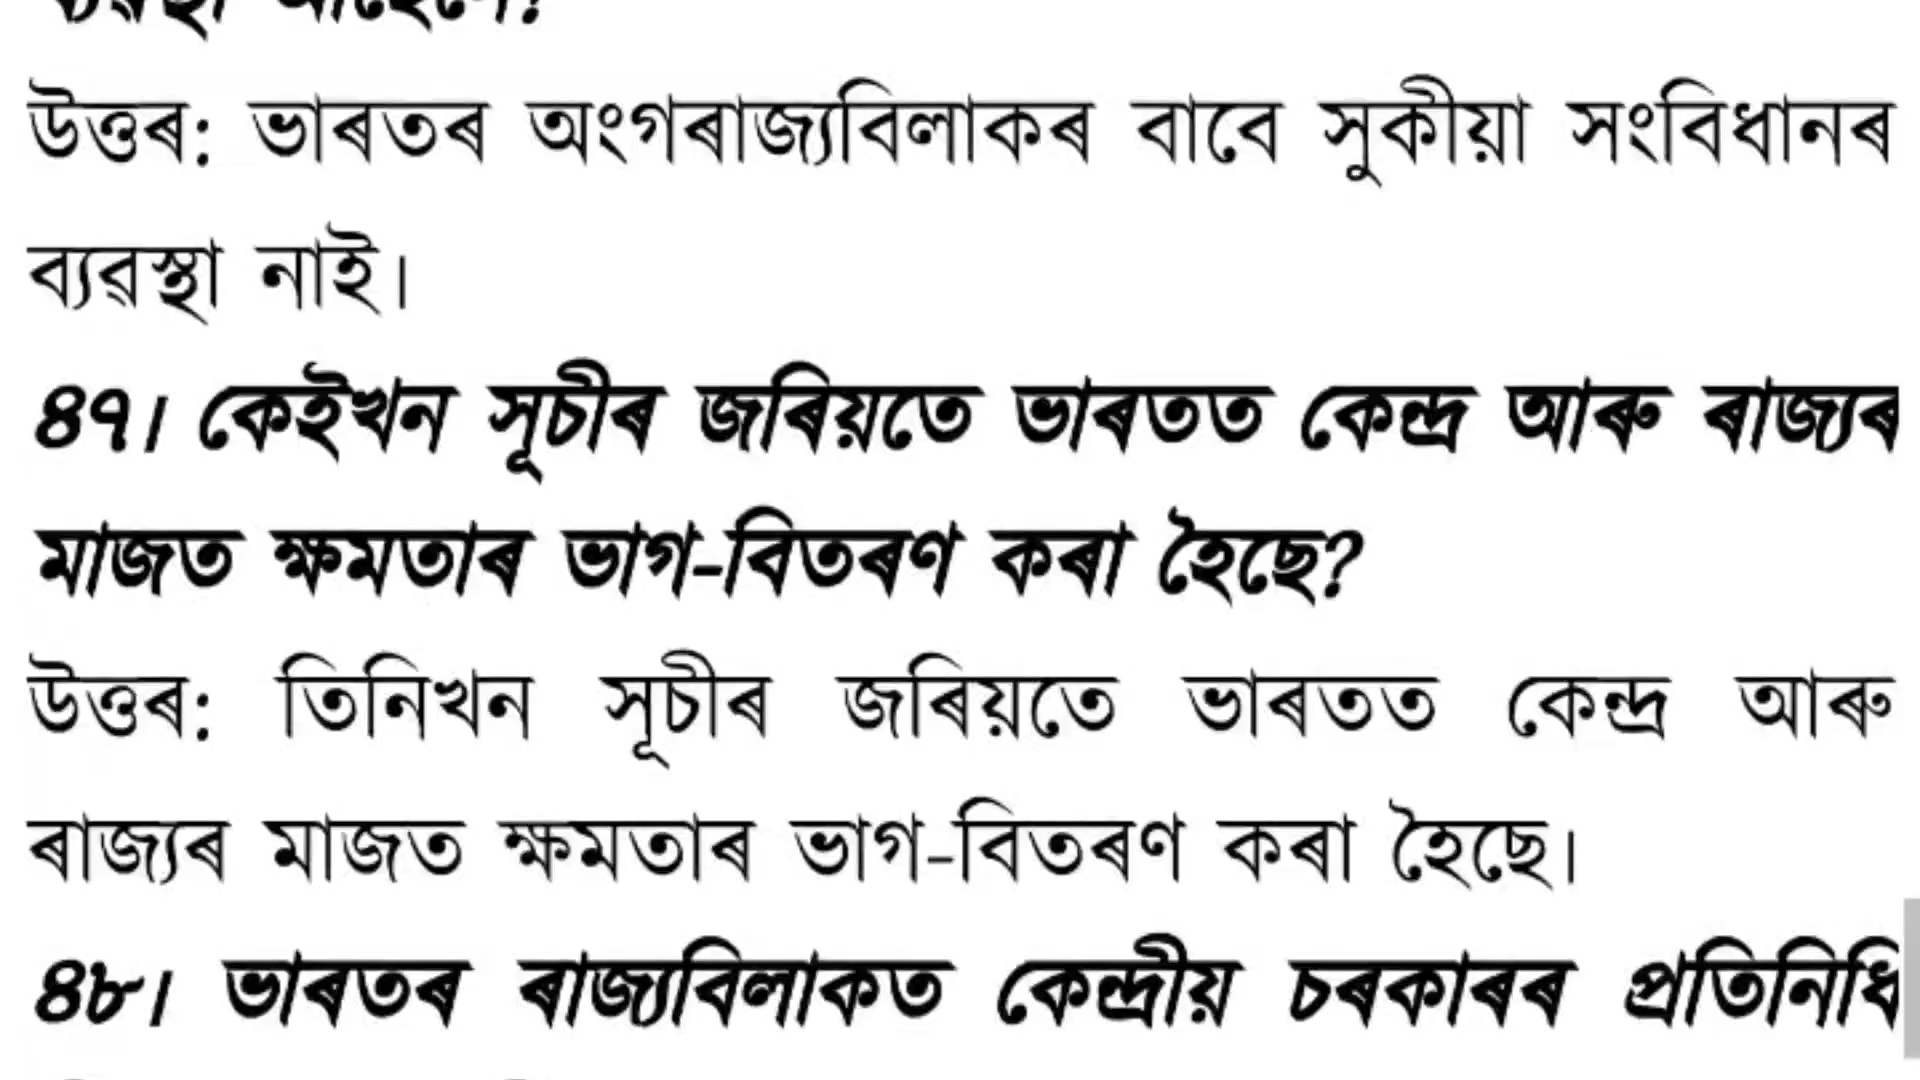 উত্তৰ: ভাৰতৰ অংগৰাজ্যবিলাকৰ বাবে সুকীয়া সংবিধানৰ
ব্যৱস্থা নাই।
৪৭। কেইখন সূচীৰ জৰিয়তে ভাৰতত কেন্দ্ৰ আৰু ৰাজ্যৰ
মাজত ক্ষমতাৰ ভাগ-বিতৰণ কৰা হৈছে?
উত্তৰ: তিনিখন সূচীৰ জৰিয়তে ভাৰতত কেন্দ্ৰ আৰু
ৰাজ্যৰ মাজত ক্ষমতাৰ ভাগ-বিতৰণ কৰা হৈছে।
৪৮। ভাৰতৰ ৰাজ্যবিলাকত কেন্দ্ৰীয় চৰকাৰৰ প্ৰতিনিধি